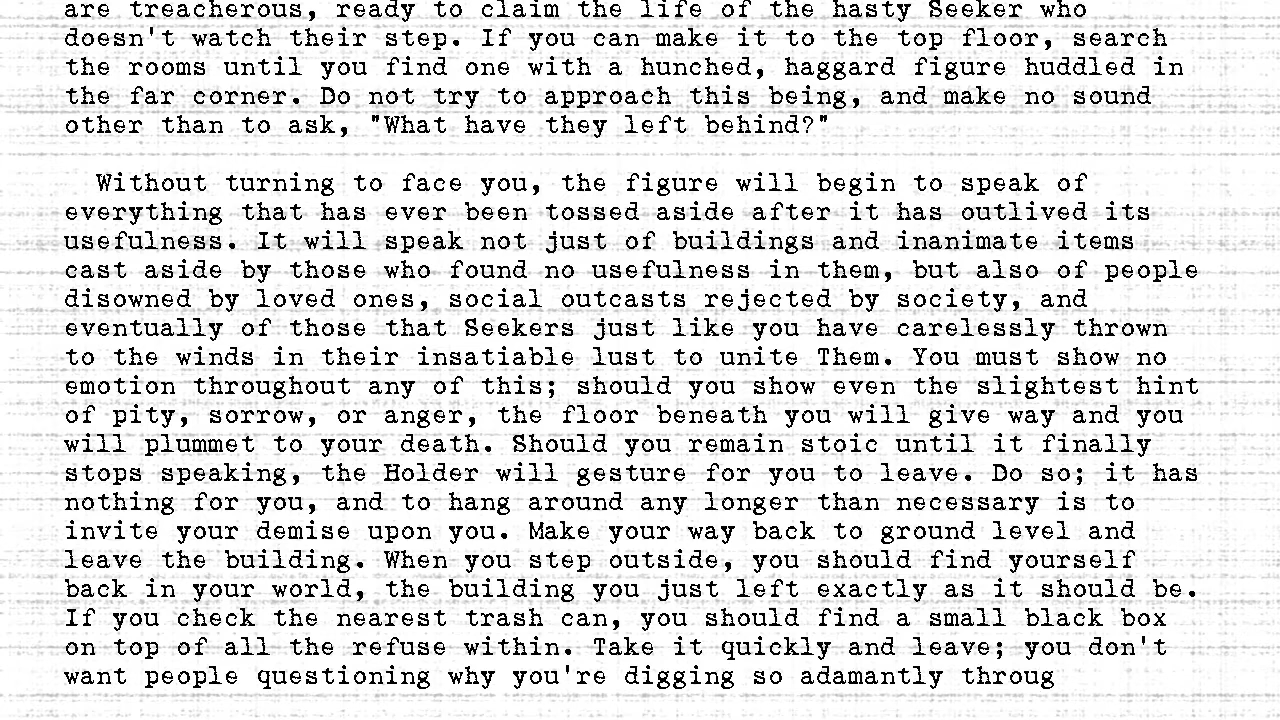 are treacherous, ready to claim the life of the hasty Seeker who
doesn't watch their step. If you can make it to the top floor, search
the rooms until you find one with a hunched, haggard figure huddled in
the far corner. Do not try to approach this being, and make no sound
other than to ask, "What have they left behind?"
Without turning to face you, the figure will begin to speak of
everything that has ever been tossed aside after it has outlived its
usefulness. It will speak not just of buildings and inanimate items
cast aside by those who found no usefulness in them, but also of people
disowned by loved ones, social outcasts rejected by society, and
eventually of those that Seekers just like you have carelessly thrown
to the winds in their insatiable lust to unite Them. You must show no
emotion throughout any of this; should you show even the slightest hint
of pity, sorrow, or anger, the floor beneath you will give way and you
will plummet to your death. Should you remain stoic until it finally
stops speaking, the Holder will gesture for you to leave. Do so; it has
nothing for you, and to hang around any longer than necessary is to
invite your demise upon you. Make your way back to ground level and
leave the building. When you step outside, you should find yourself
back in your world, the building you just left exactly as it should be.
If you check the nearest trash can, you should find a small black box
on top of all the refuse within. Take it quickly and leave; you don't
want people questioning why you're digging so adamantly throug